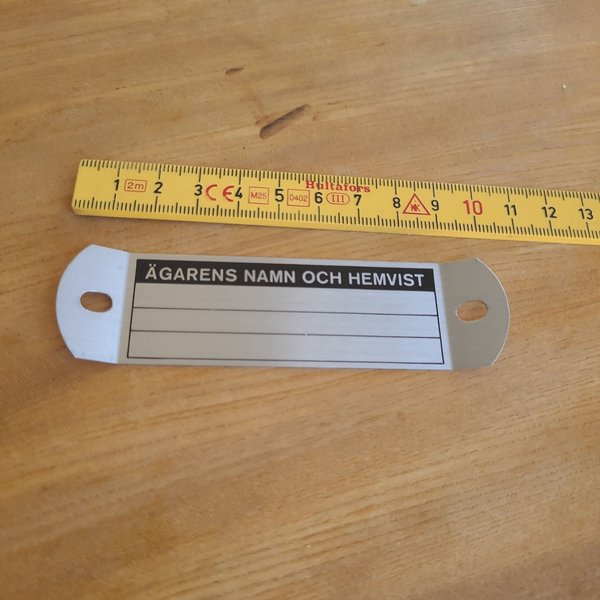 Hultafors
1 2m 2 3 CE 4 M25 5 0402 6 III 7 8 9 10 11 12 13
ÄGARENS NAMN OCH HEMVIST